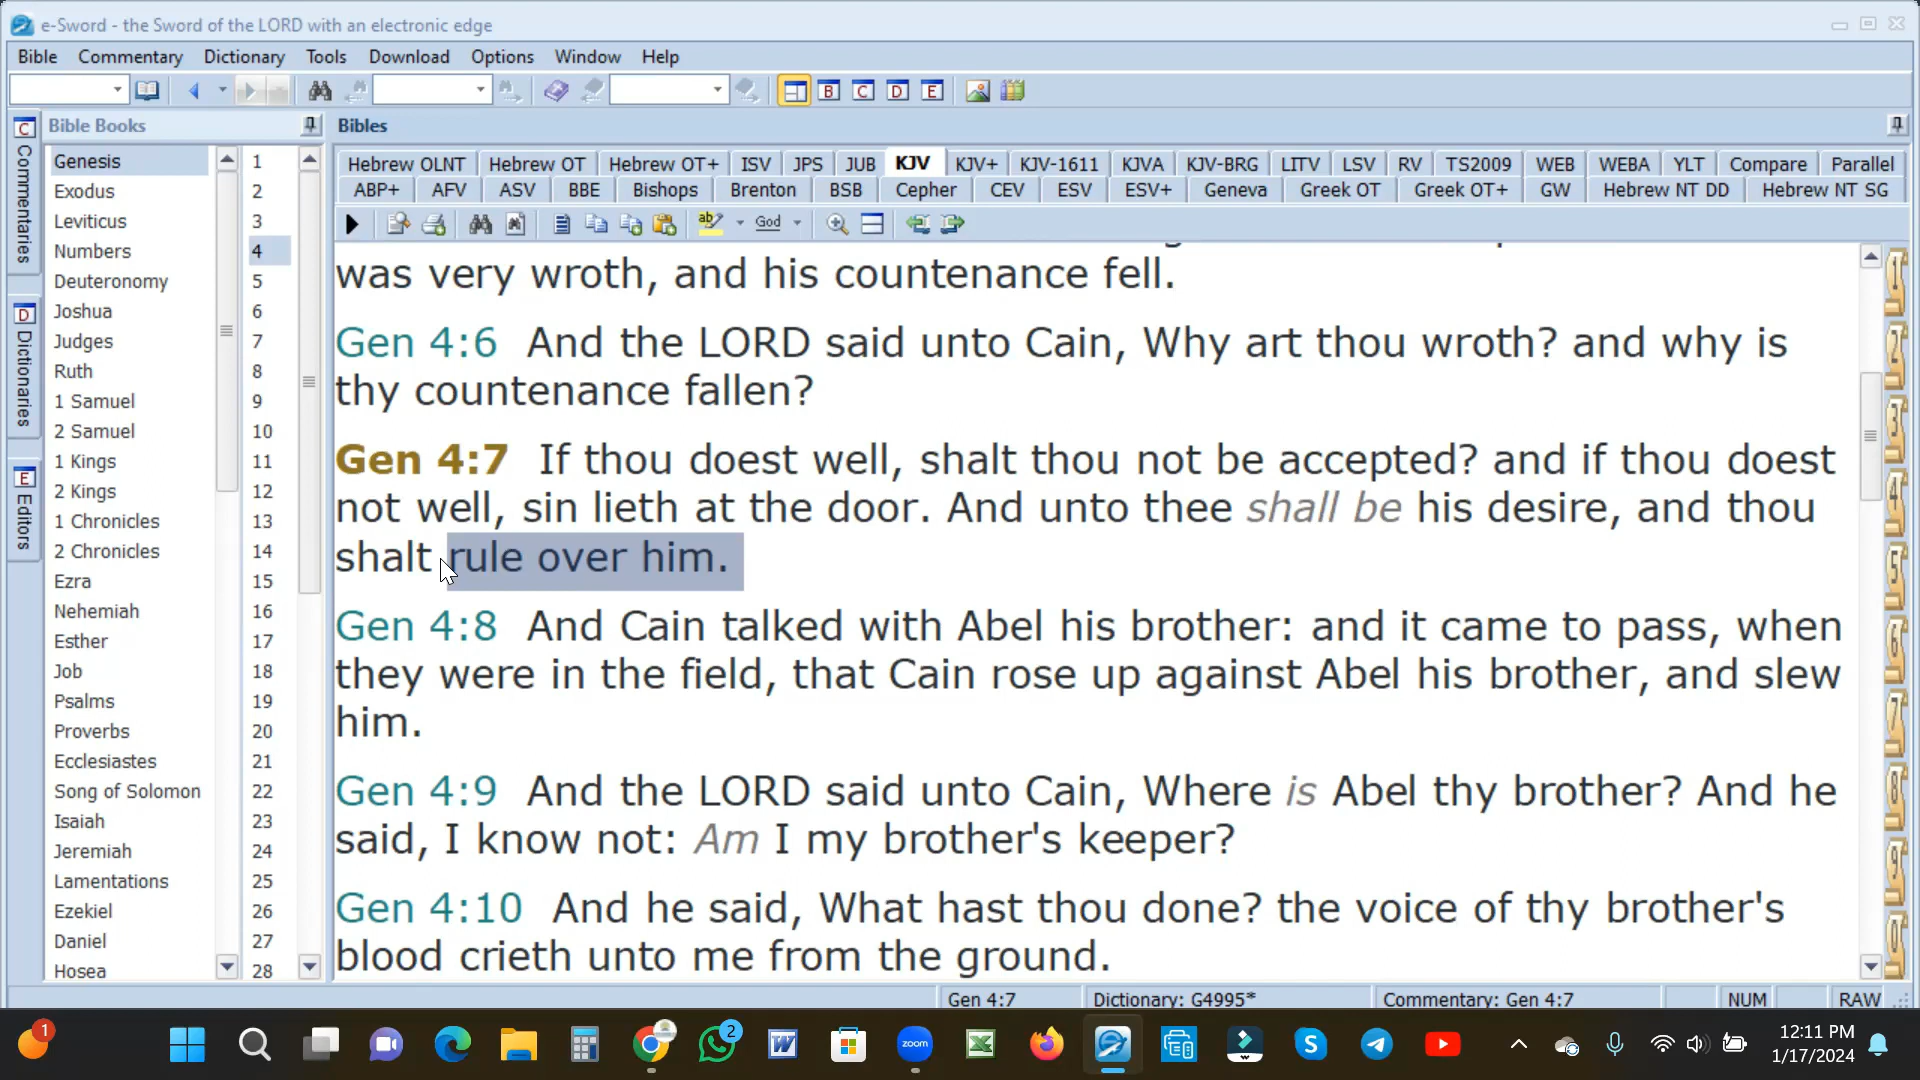 e-Sword - the Sword of the LORD with an electronic edge
Bible Commentary Dictionary Tools Download Options Window Help
B C D E
C Commentaries
D Dictionaries
E Editors
Bible Books
Genesis
Exodus
Leviticus
Numbers
Deuteronomy
Joshua
Judges
Ruth
1 Samuel
2 Samuel
1 Kings
2 Kings
1 Chronicles
2 Chronicles
Ezra
Nehemiah
Esther
Job
Psalms
Proverbs
Ecclesiastes
Song of Solomon
Isaiah
Jeremiah
Lamentations
Ezekiel
Daniel
Hosea
1
2
3
4
5
6
7
8
9
10
11
12
13
14
15
16
17
18
19
20
21
22
23
24
25
26
27
28
Bibles
Hebrew OLNT Hebrew OT Hebrew OT+ ISV JPS JUB KJV KJV+ KJV-1611 KJVA KJV-BRG LITV LSV RV TS2009 WEB WEBA YLT Compare Parallel
ABP+ AFV ASV BBE Bishops Brenton BSB Cepher CEV ESV ESV+ Geneva Greek OT Greek OT+ GW Hebrew NT DD Hebrew NT SG
ab God
was very wroth, and his countenance fell.
Gen 4:6 And the LORD said unto Cain, Why art thou wroth? and why is
thy countenance fallen?
Gen 4:7 If thou doest well, shalt thou not be accepted? and if thou doest
not well, sin lieth at the door. And unto thee shall be his desire, and thou
shalt rule over him.
Gen 4:8 And Cain talked with Abel his brother: and it came to pass, when
they were in the field, that Cain rose up against Abel his brother, and slew
him.
Gen 4:9 And the LORD said unto Cain, Where is Abel thy brother? And he
said, I know not: Am I my brother's keeper?
Gen 4:10 And he said, What hast thou done? the voice of thy brother's
blood crieth unto me from the ground.
1
2
3
4
5
6
7
8
9
0
Gen 4:7 Dictionary: G4995* Commentary: Gen 4:7 NUM RAW
1 2 W zoom S
12:11 PM
1/17/2024